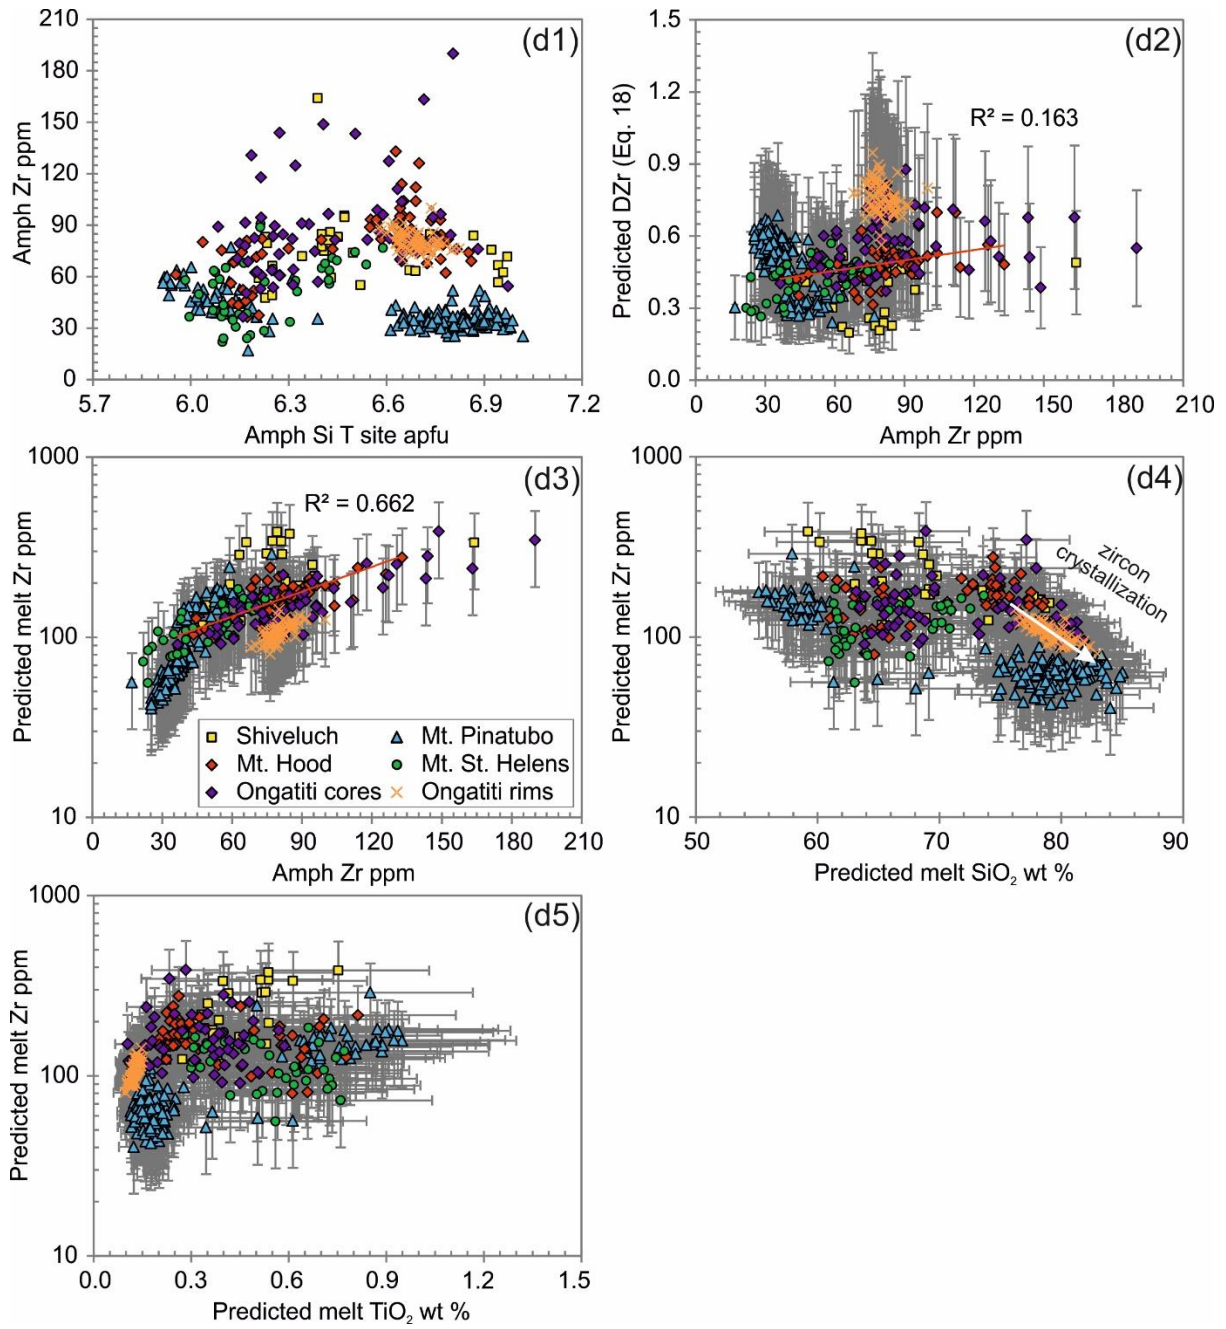 210
180
150
120
90
60
30
0
Amph Zr ppm
(d1)
5.7 6.0 6.3 6.6 6.9 7.2
Amph Si T site apfu
1.5
1.2
0.9
0.6
0.3
0.0
Predicted DZr (Eq. 18)
(d2)
R² = 0.163
0 30 60 90 120 150 180 210
Amph Zr ppm
1000
100
10
Predicted melt Zr ppm
(d3)
R² = 0.662
Shiveluch
Mt. Pinatubo
Mt. Hood
Mt. St. Helens
Ongatiti cores
Ongatiti rims
0 30 60 90 120 150 180 210
Amph Zr ppm
1000
100
10
Predicted melt Zr ppm
(d4)
zircon
crystallization
50 60 70 80 90
Predicted melt SiO₂ wt %
1000
100
10
Predicted melt Zr ppm
(d5)
0.0 0.3 0.6 0.9 1.2 1.5
Predicted melt TiO₂ wt %